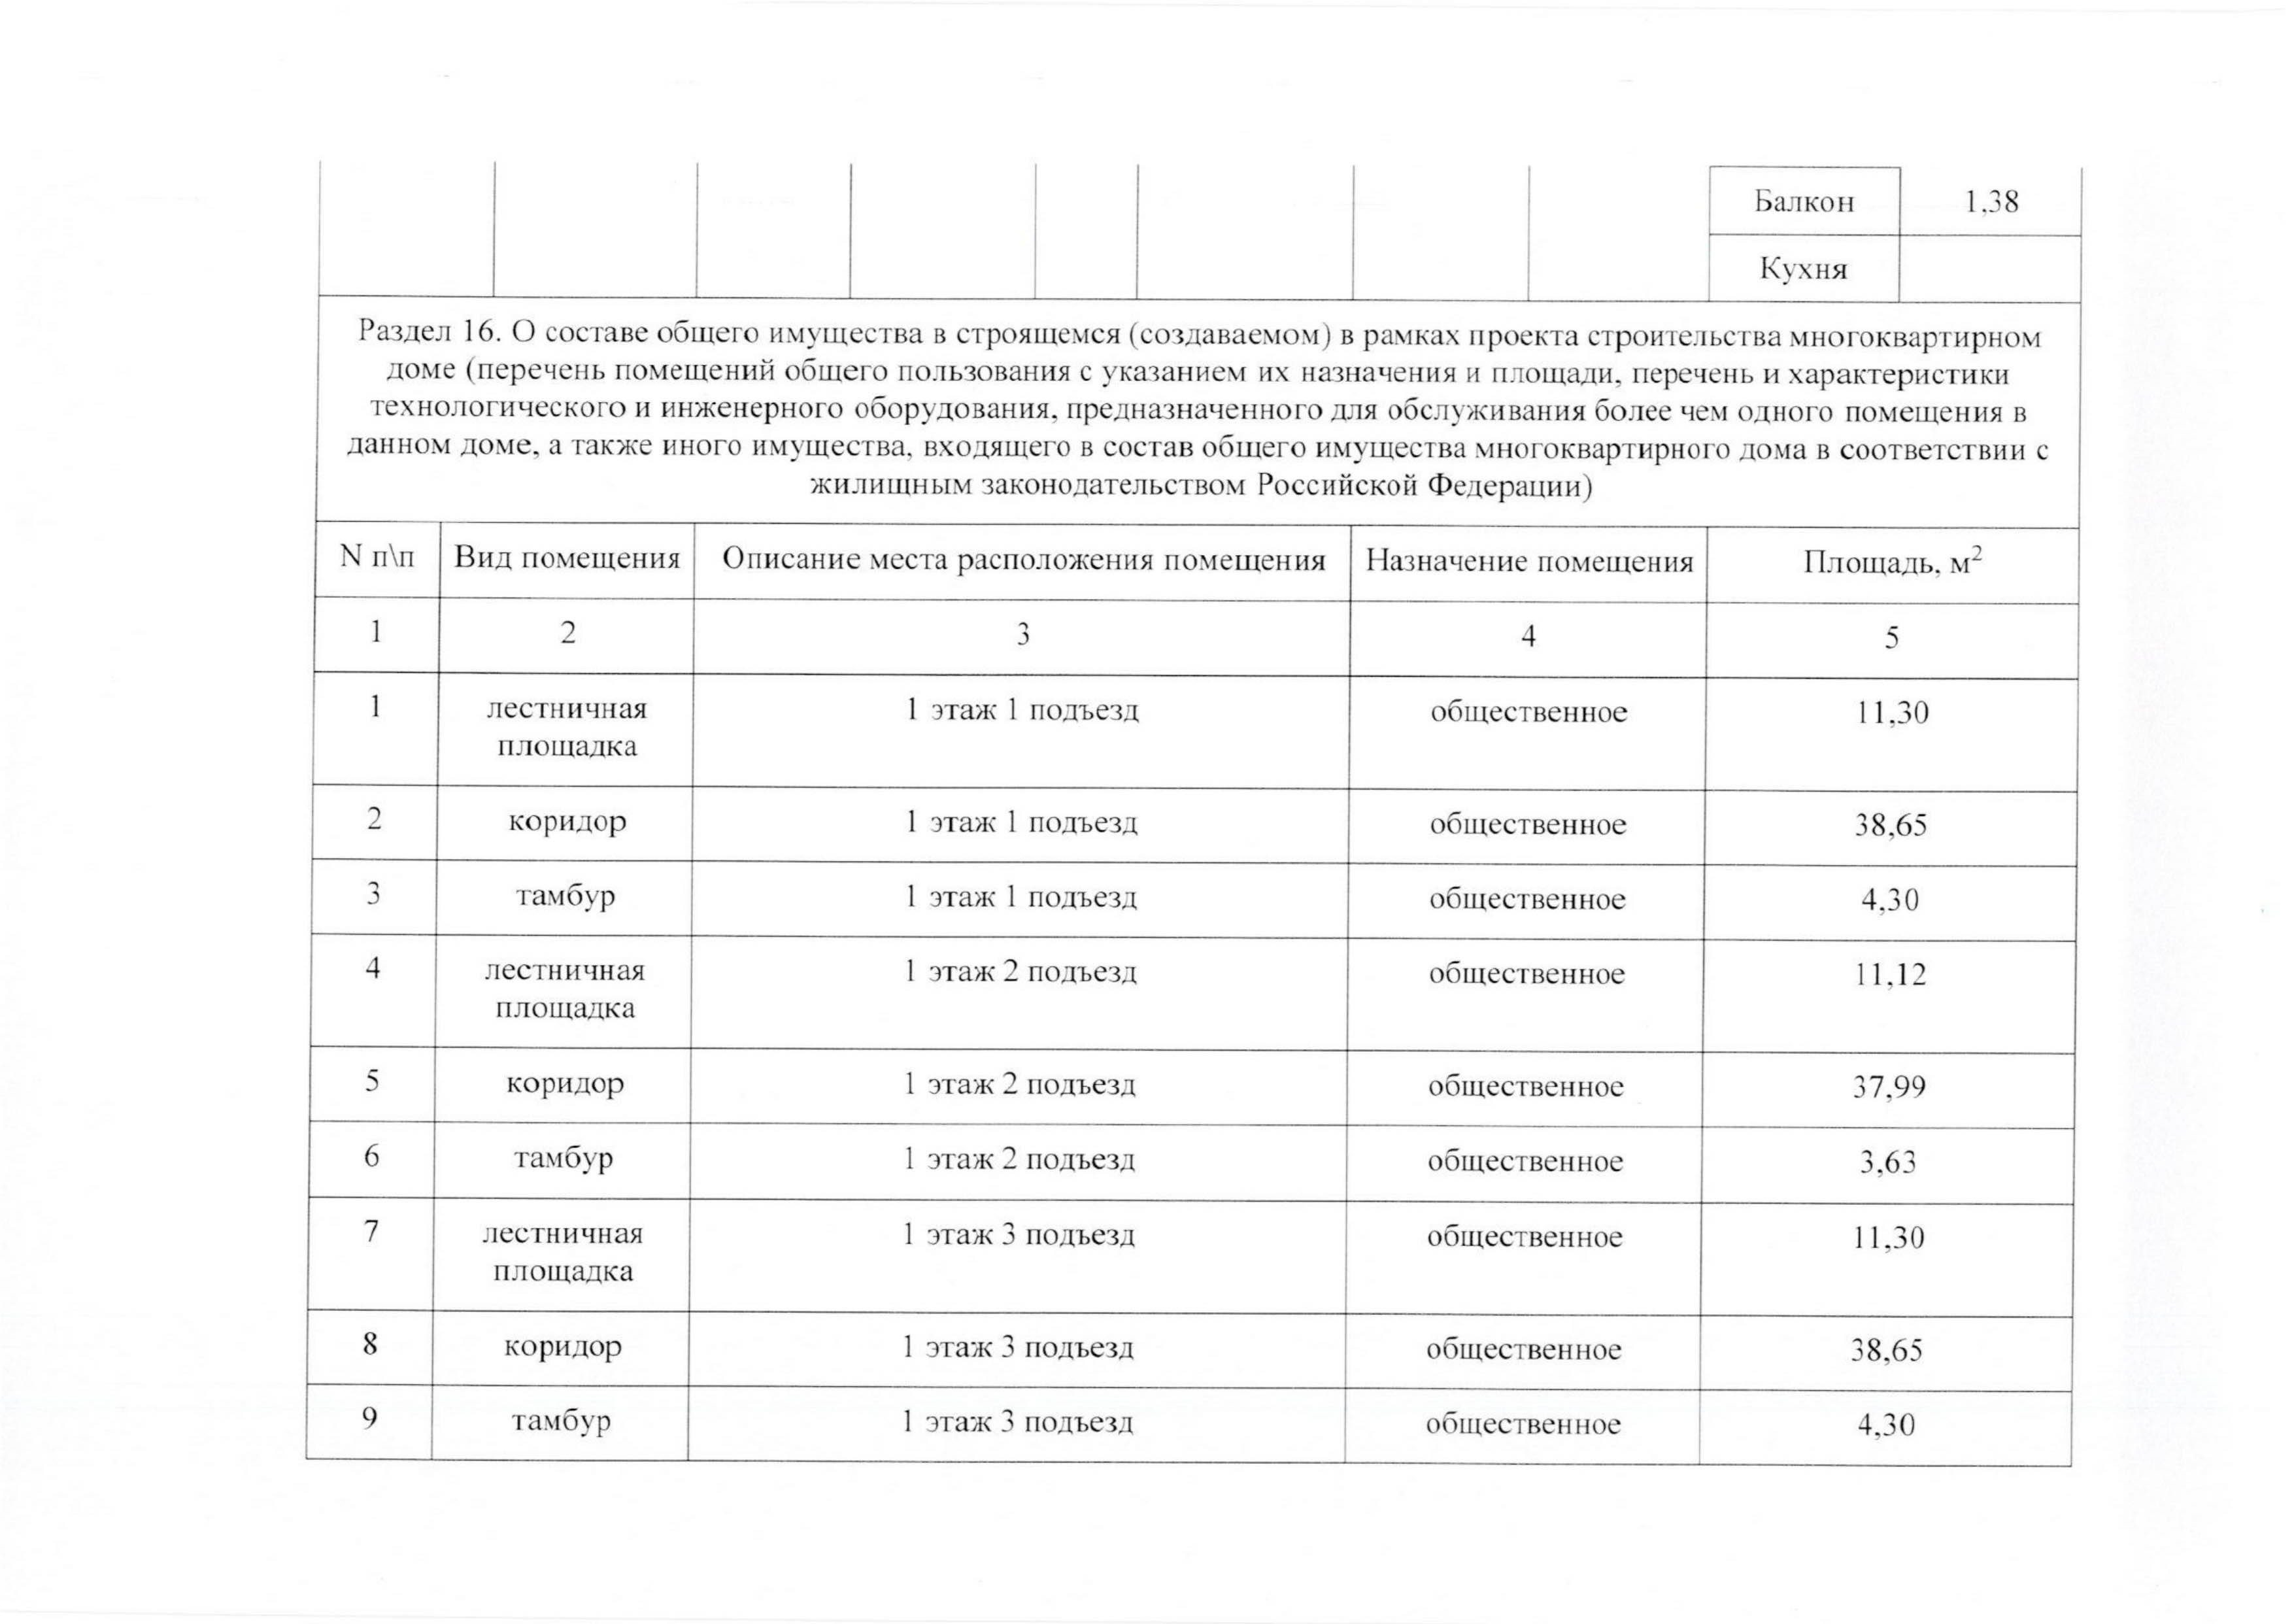 Балкон 1,38
Кухня
Раздел 16. О составе общего имущества в строящемся (создаваемом) в рамках проекта строительства многоквартирном
доме (перечень помещений общего пользования с указанием их назначения и площади, перечень и характеристики
технологического и инженерного оборудования, предназначенного для обслуживания более чем одного помещения в
данном доме, а также иного имущества, входящего в состав общего имущества многоквартирного дома в соответствии с
жилищным законодательством Российской Федерации)
N п\п Вид помещения Описание места расположения помещения Назначение помещения Площадь, м²
1 2 3 4 5
1 лестничная 1 этаж 1 подъезд общественное 11,30
площадка
2 коридор 1 этаж 1 подъезд общественное 38,65
3 тамбур 1 этаж 1 подъезд общественное 4,30
4 лестничная 1 этаж 2 подъезд общественное 11,12
площадка
5 коридор 1 этаж 2 подъезд общественное 37,99
6 тамбур 1 этаж 2 подъезд общественное 3,63
7 лестничная 1 этаж 3 подъезд общественное 11,30
площадка
8 коридор 1 этаж 3 подъезд общественное 38,65
9 тамбур 1 этаж 3 подъезд общественное 4,30